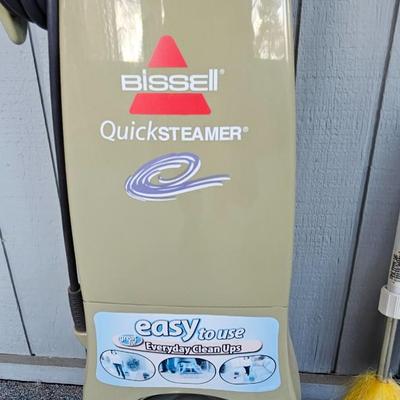 BISSELL®
QuickSTEAMER®
easy to use
Everyday Clean Ups